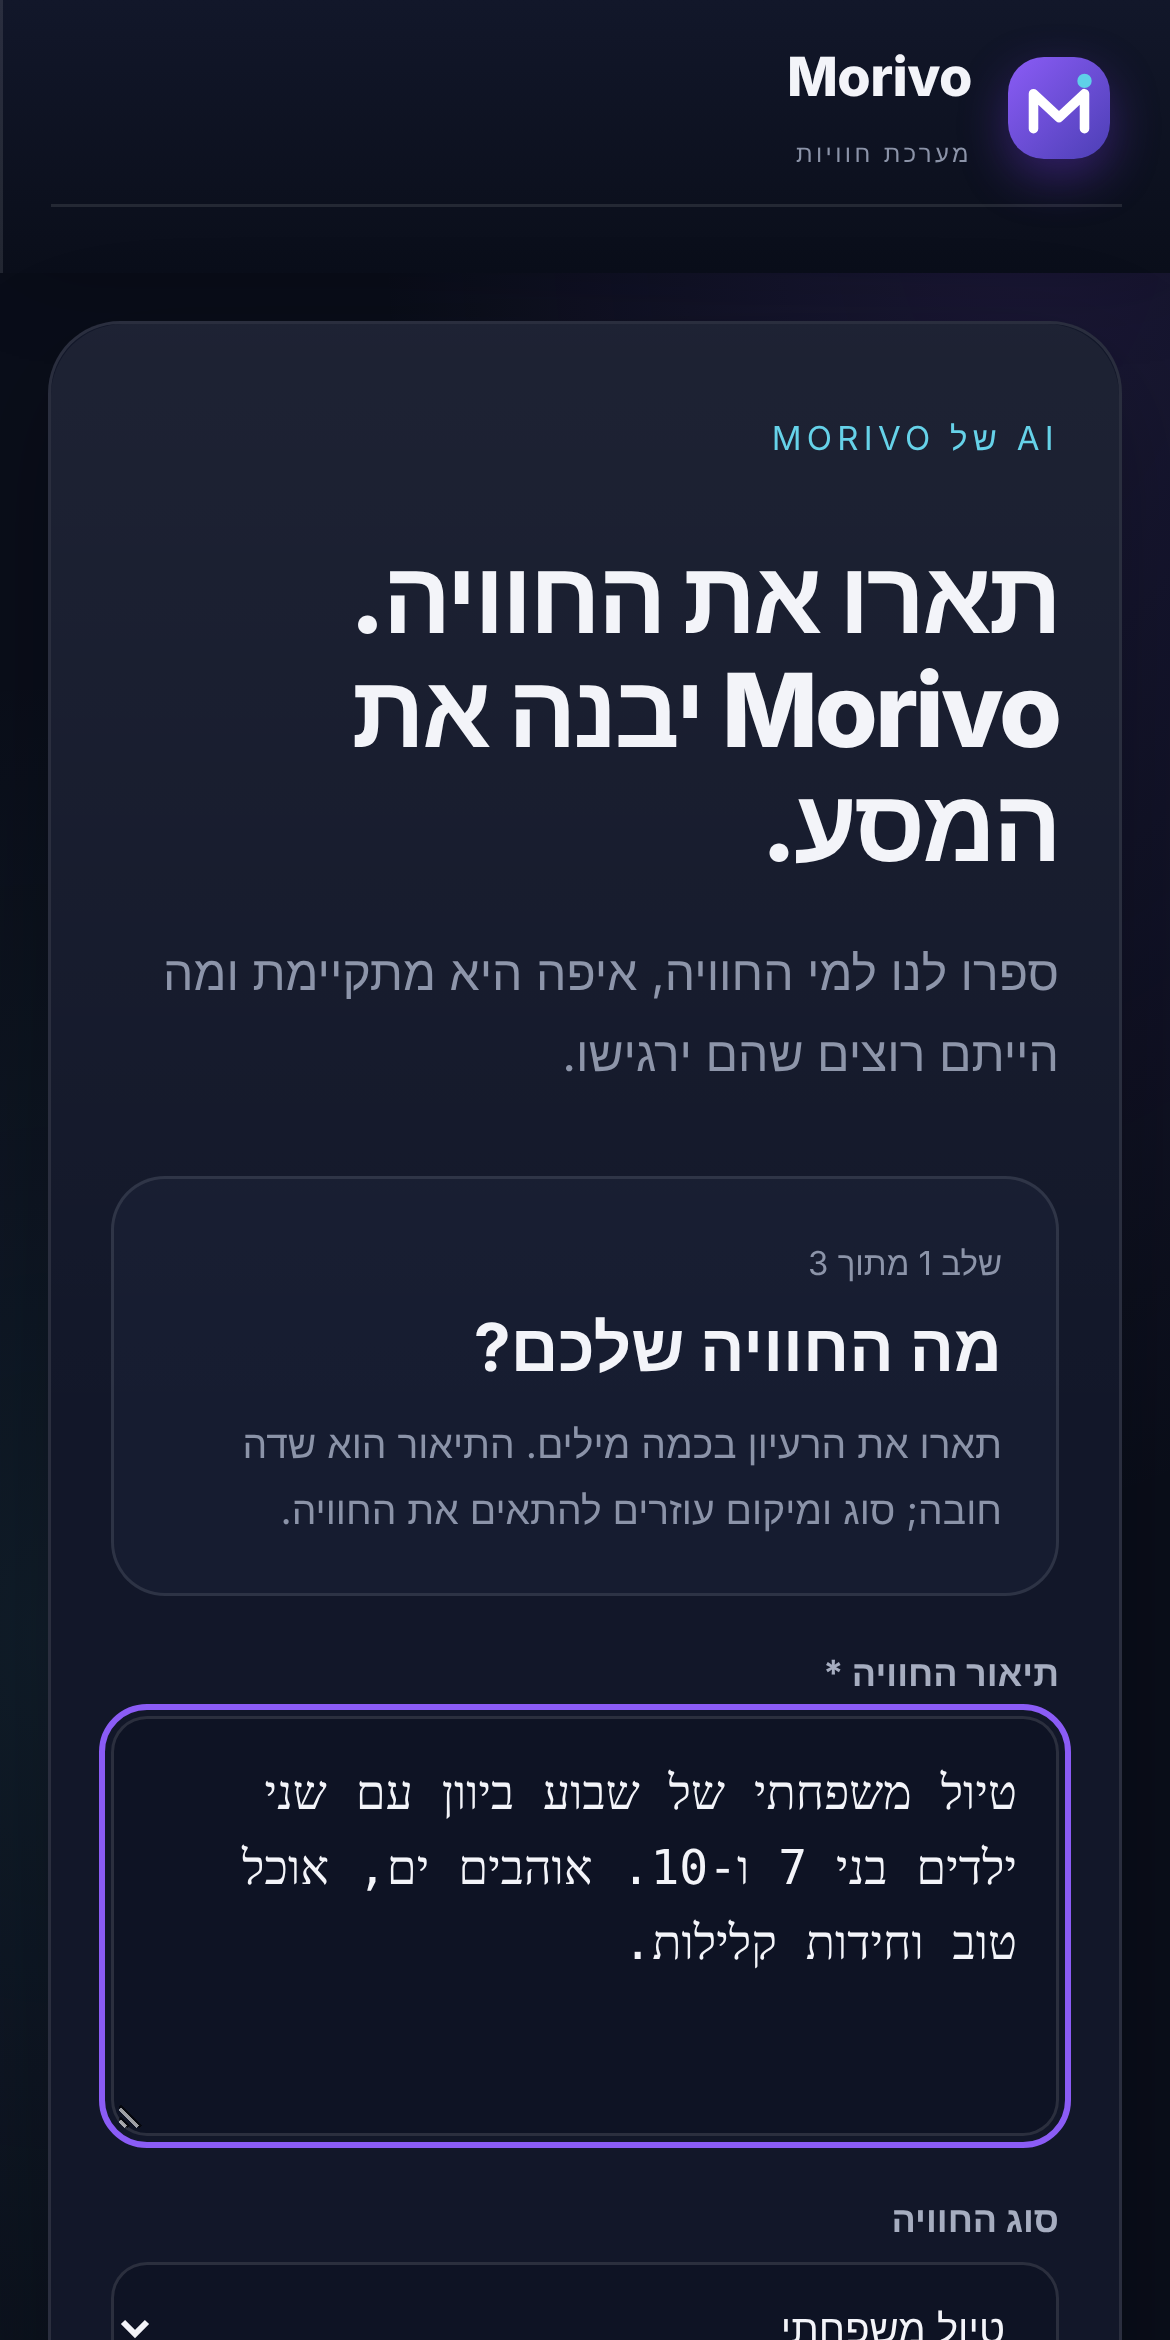 Morivo
מערכת חוויות
AI של MORIVO
תארו את החוויה.
Morivo יבנה את
המסע.
ספרו לנו למי החוויה, איפה היא מתקיימת ומה
הייתם רוצים שהם ירגישו.
שלב 1 מתוך 3
מה החוויה שלכם?
תארו את הרעיון בכמה מילים. התיאור הוא שדה
חובה; סוג ומיקום עוזרים להתאים את החוויה.
תיאור החוויה *
טיול משפחתי של שבוע ביוון עם שני
ילדים בני 7 ו-10. אוהבים ים, אוכל
טוב וחידות קלילות.
סוג החוויה
טיול משפחתי